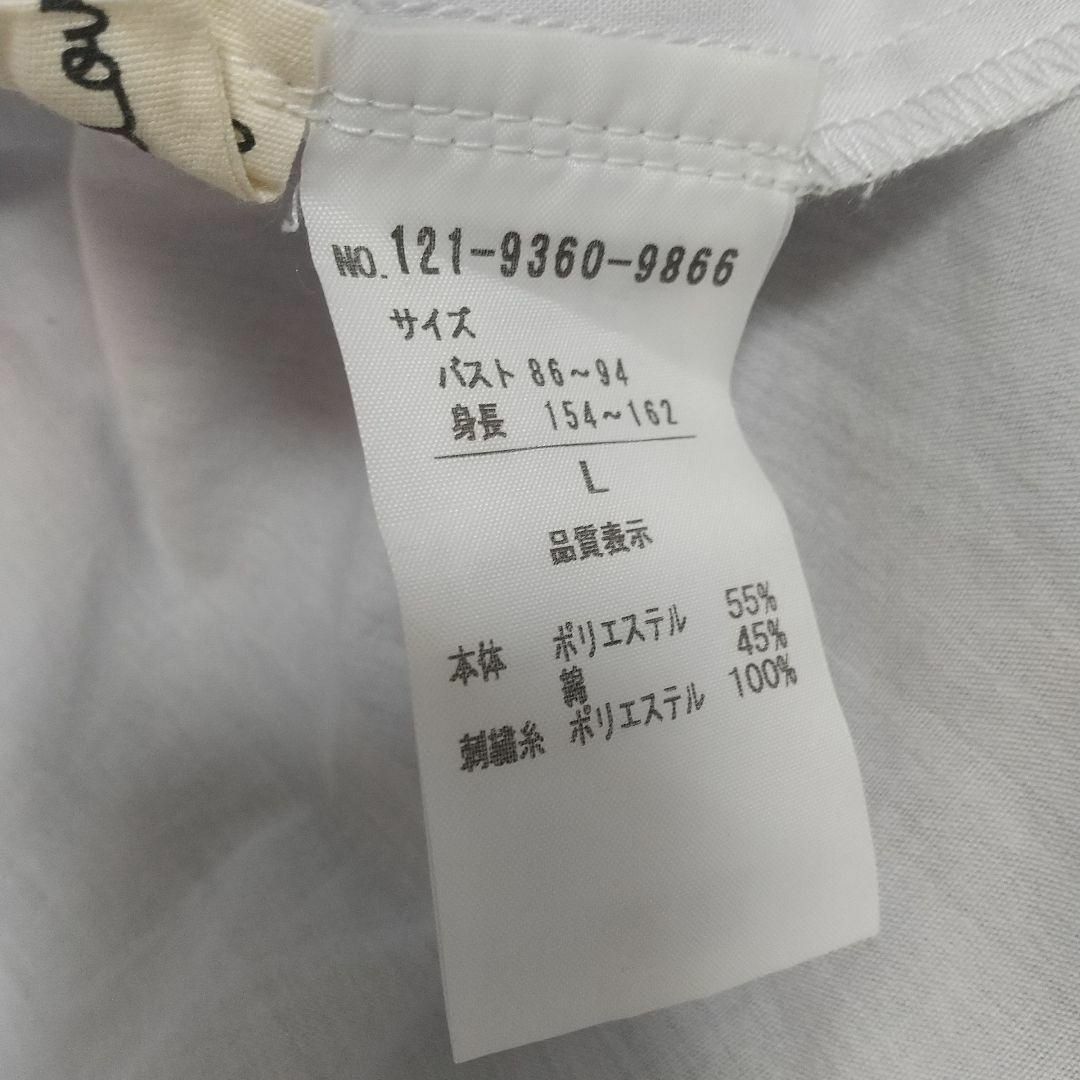 NO. 121-9360-9866
サイズ
バスト 86~94
身長 154~162
L
品質表示
本体 ポリエステル 55%
綿 45%
刺繍糸 ポリエステル 100%